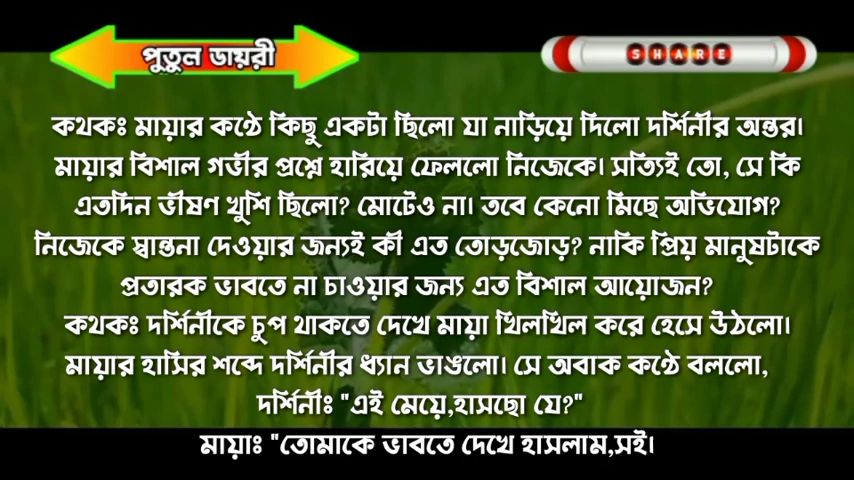 পুতুল ডায়রী
SHARE
কথকঃ মায়ার কণ্ঠে কিছু একটা ছিলো যা নাড়িয়ে দিলো দর্শিনীর অন্তর।
মায়ার বিশাল গভীর প্রশ্নে হারিয়ে ফেললো নিজেকে। সত্যিই তো, সে কি
এতদিন ভীষণ খুশি ছিলো? মোটেও না। তবে কেনো মিছে অভিযোগ?
নিজেকে স্বান্তনা দেওয়ার জন্যই কী এত তোড়জোড়? নাকি প্রিয় মানুষটাকে
প্রতারক ভাবতে না চাওয়ার জন্য এত বিশাল আয়োজন?
কথকঃ দর্শিনীকে চুপ থাকতে দেখে মায়া খিলখিল করে হেসে উঠলো।
মায়ার হাসির শব্দে দর্শিনীর ধ্যান ভাঙলো। সে অবাক কণ্ঠে বললো,
দর্শিনীঃ "এই মেয়ে,হাসছো যে?"
মায়াঃ "তোমাকে ভাবতে দেখে হাসলাম,সই।